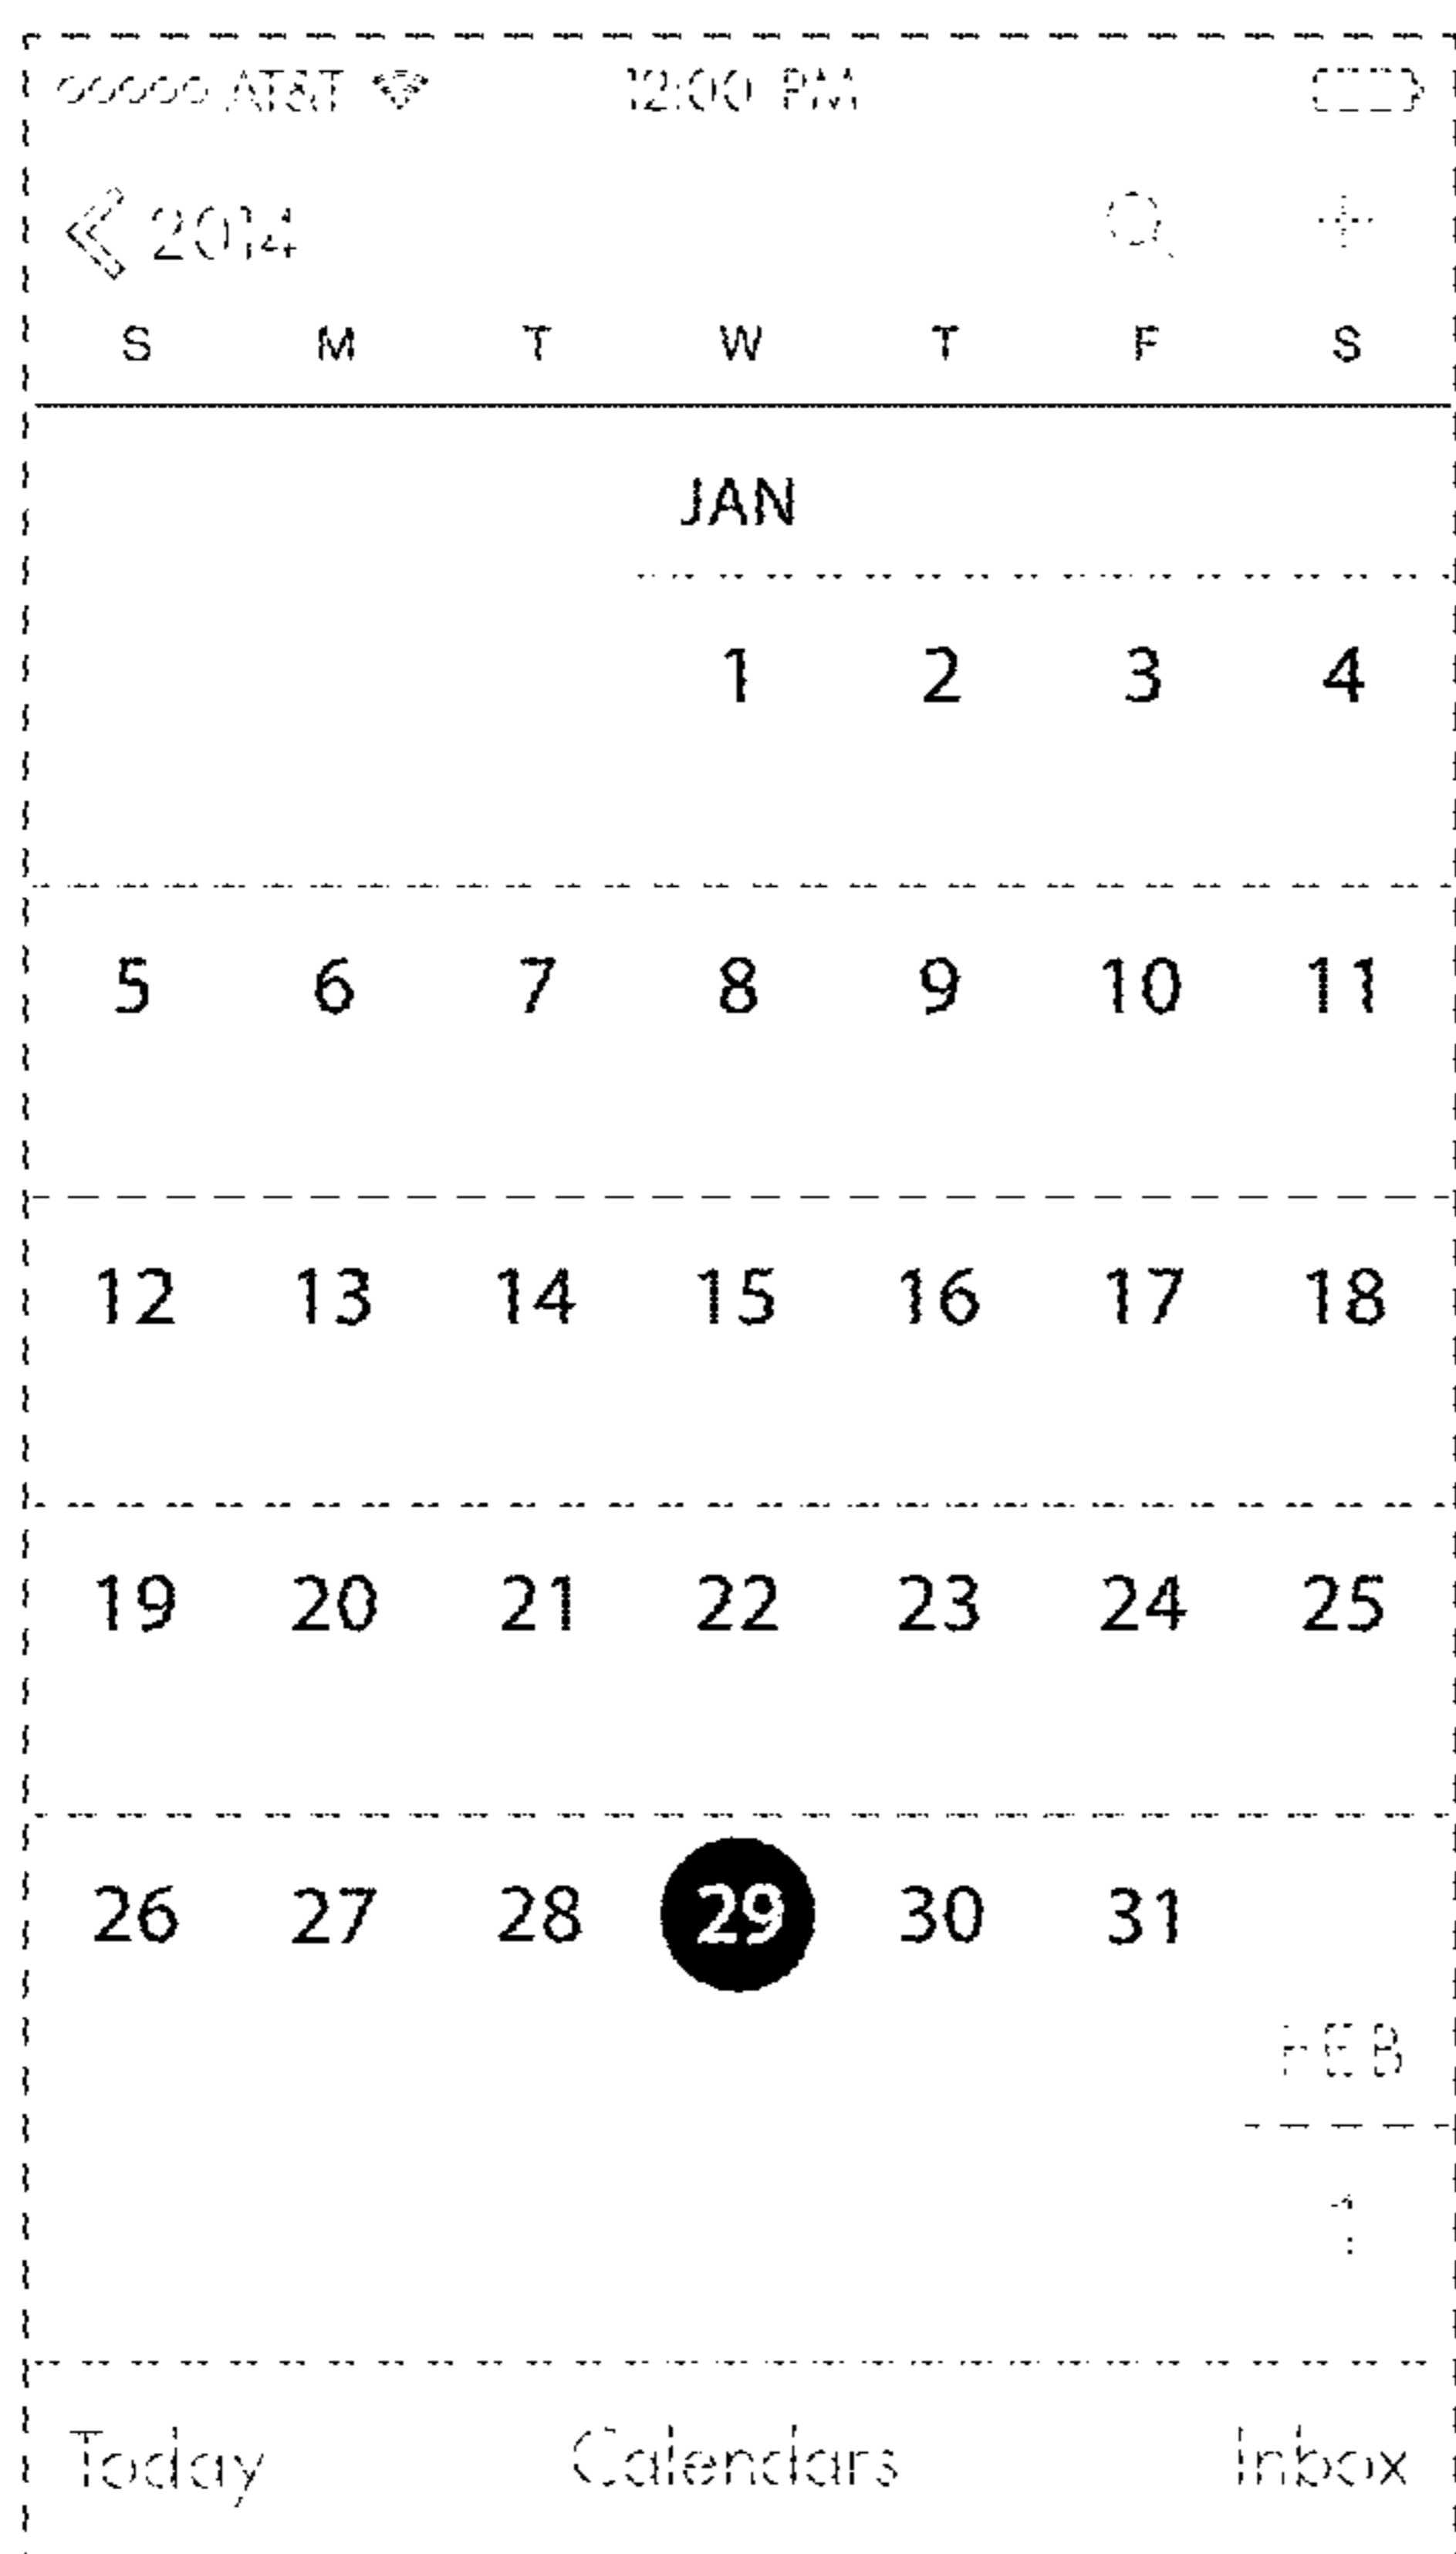 AT&T 12:00 PM
2014
S M T W T F S
JAN
1 2 3 4
5 6 7 8 9 10 11
12 13 14 15 16 17 18
19 20 21 22 23 24 25
26 27 28 29 30 31
FEB
1
Today Calendars Inbox